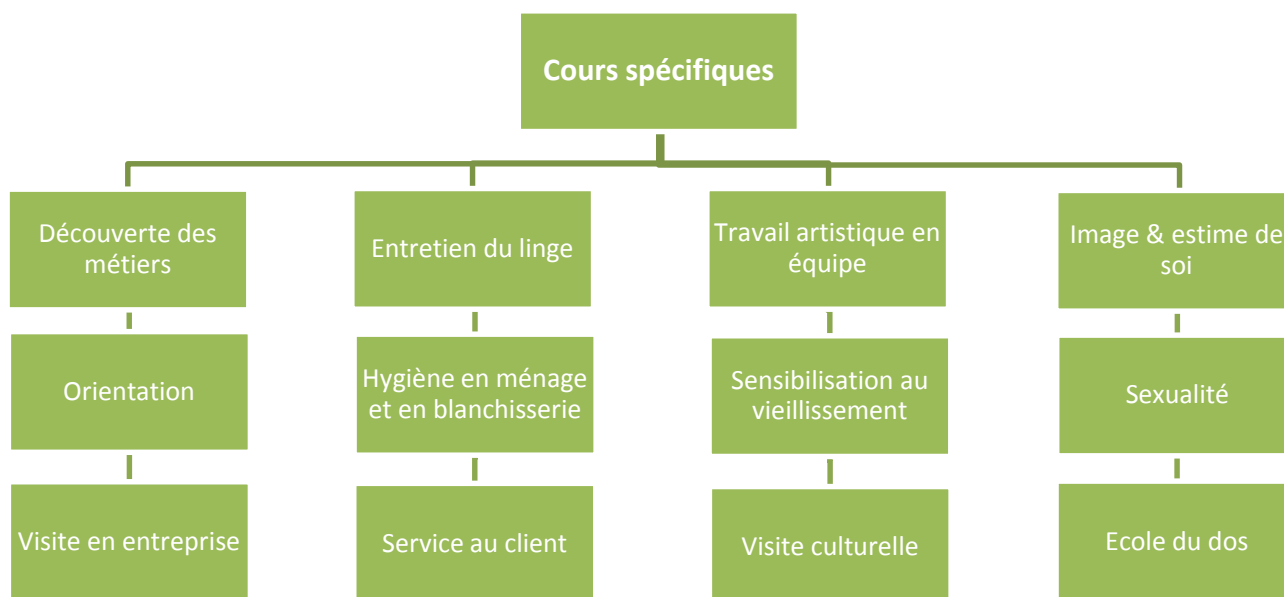 Cours spécifiques
Découverte des
métiers
Entretien du linge
Travail artistique en
équipe
Image & estime de
soi
Orientation
Hygiène en ménage
et en blanchisserie
Sensibilisation au
vieillissement
Sexualité
Visite en entreprise
Service au client
Visite culturelle
Ecole du dos